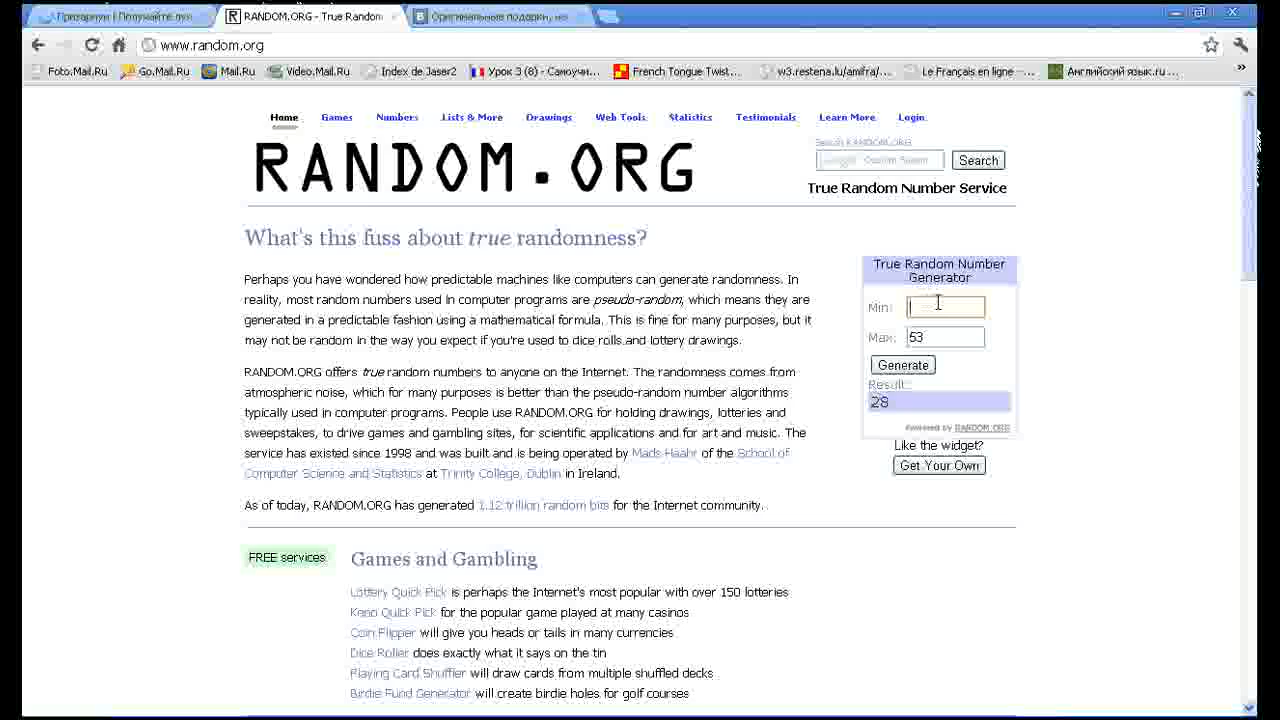 Призариум | Получайте приз
RANDOM.ORG - True Random
Оригинальные подарки, не
www.random.org
Foto.Mail.Ru Go.Mail.Ru Mail.Ru Video.Mail.Ru Index de Jaser2 Урок 3 (8) - Самоучи... French Tongue Twist... w3.restena.lu/amifra/... Le Français en ligne -... Английский язык.ru ... »
Home Games Numbers Lists & More Drawings Web Tools Statistics Testimonials Learn More Login
RANDOM.ORG
Search RANDOM.ORG
Google Custom Search Search
True Random Number Service
What's this fuss about true randomness?
Perhaps you have wondered how predictable machines like computers can generate randomness. In
reality, most random numbers used in computer programs are pseudo-random, which means they are
generated in a predictable fashion using a mathematical formula. This is fine for many purposes, but it
may not be random in the way you expect if you're used to dice rolls and lottery drawings.
RANDOM.ORG offers true random numbers to anyone on the Internet. The randomness comes from
atmospheric noise, which for many purposes is better than the pseudo-random number algorithms
typically used in computer programs. People use RANDOM.ORG for holding drawings, lotteries and
sweepstakes, to drive games and gambling sites, for scientific applications and for art and music. The
service has existed since 1998 and was built and is being operated by Mads Haahr of the School of
Computer Science and Statistics at Trinity College, Dublin in Ireland.
As of today, RANDOM.ORG has generated 1.12 trillion random bits for the Internet community.
True Random Number
Generator
Min:
Max: 53
Generate
Result:
28
Powered by RANDOM.ORG
Like the widget?
Get Your Own
FREE services
Games and Gambling
Lottery Quick Pick is perhaps the Internet's most popular with over 150 lotteries
Keno Quick Pick for the popular game played at many casinos
Coin Flipper will give you heads or tails in many currencies
Dice Roller does exactly what it says on the tin
Playing Card Shuffler will draw cards from multiple shuffled decks
Birdie Fund Generator will create birdie holes for golf courses